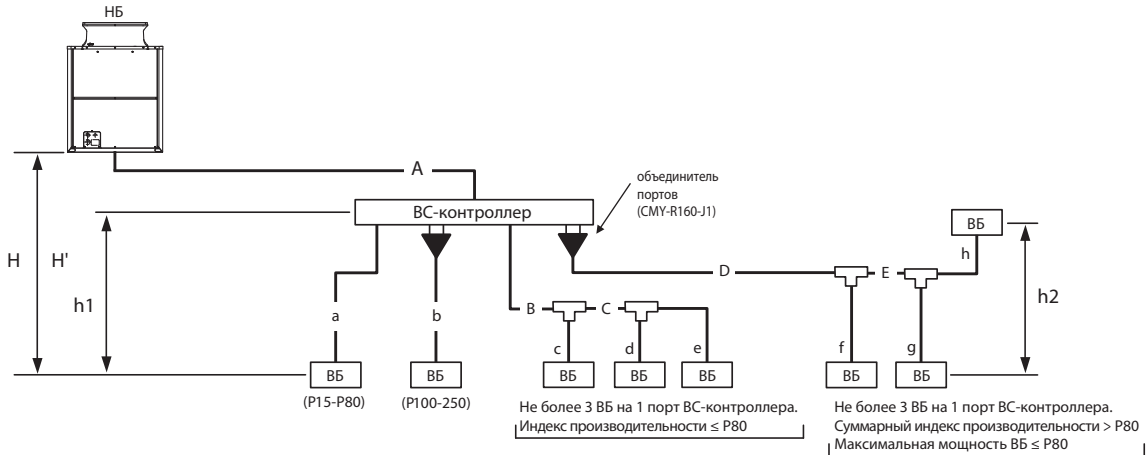 НБ
A
объединитель
портов
(CMY-R160-J1)
BC-контроллер
ВБ
H
H'
h1
h
h2
D
E
a
b
B
C
c
d
e
f
g
ВБ
ВБ
ВБ
ВБ
ВБ
ВБ
ВБ
(P15-P80)
(P100-250)
Не более 3 ВБ на 1 порт ВС-контроллера.
Индекс производительности ≤ P80
Не более 3 ВБ на 1 порт ВС-контроллера.
Суммарный индекс производительности > P80
Максимальная мощность ВБ ≤ P80